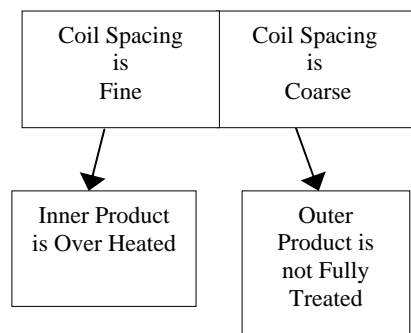 Coil Spacing
is
Fine
Coil Spacing
is
Coarse
Inner Product
is Over Heated
Outer
Product is
not Fully
Treated